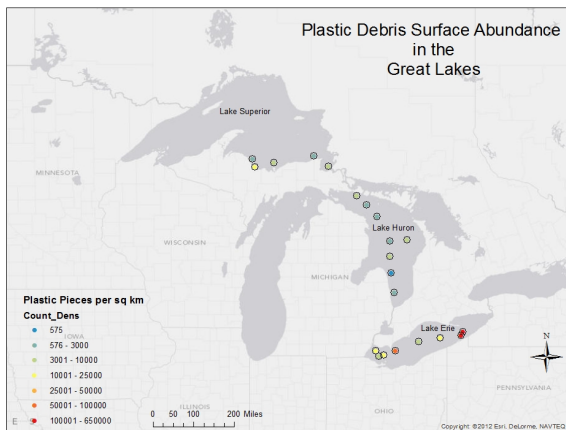 Plastic Debris Surface Abundance
in the
Great Lakes
Lake Superior
MINNESOTA
WISCONSIN
Lake Huron
MICHIGAN
Plastic Pieces per sq km
Count_Dens
575
IOWA
576 - 3000
3001 - 10000
10001 - 25000
25001 - 50000
50001 - 100000
100001 - 650000
Lake Erie
N
PENNSYLVANIA
ILLINOIS
OHIO
0 50 100 200 Miles
Copyright:©2012 Esri, DeLorme, NAVTEQ